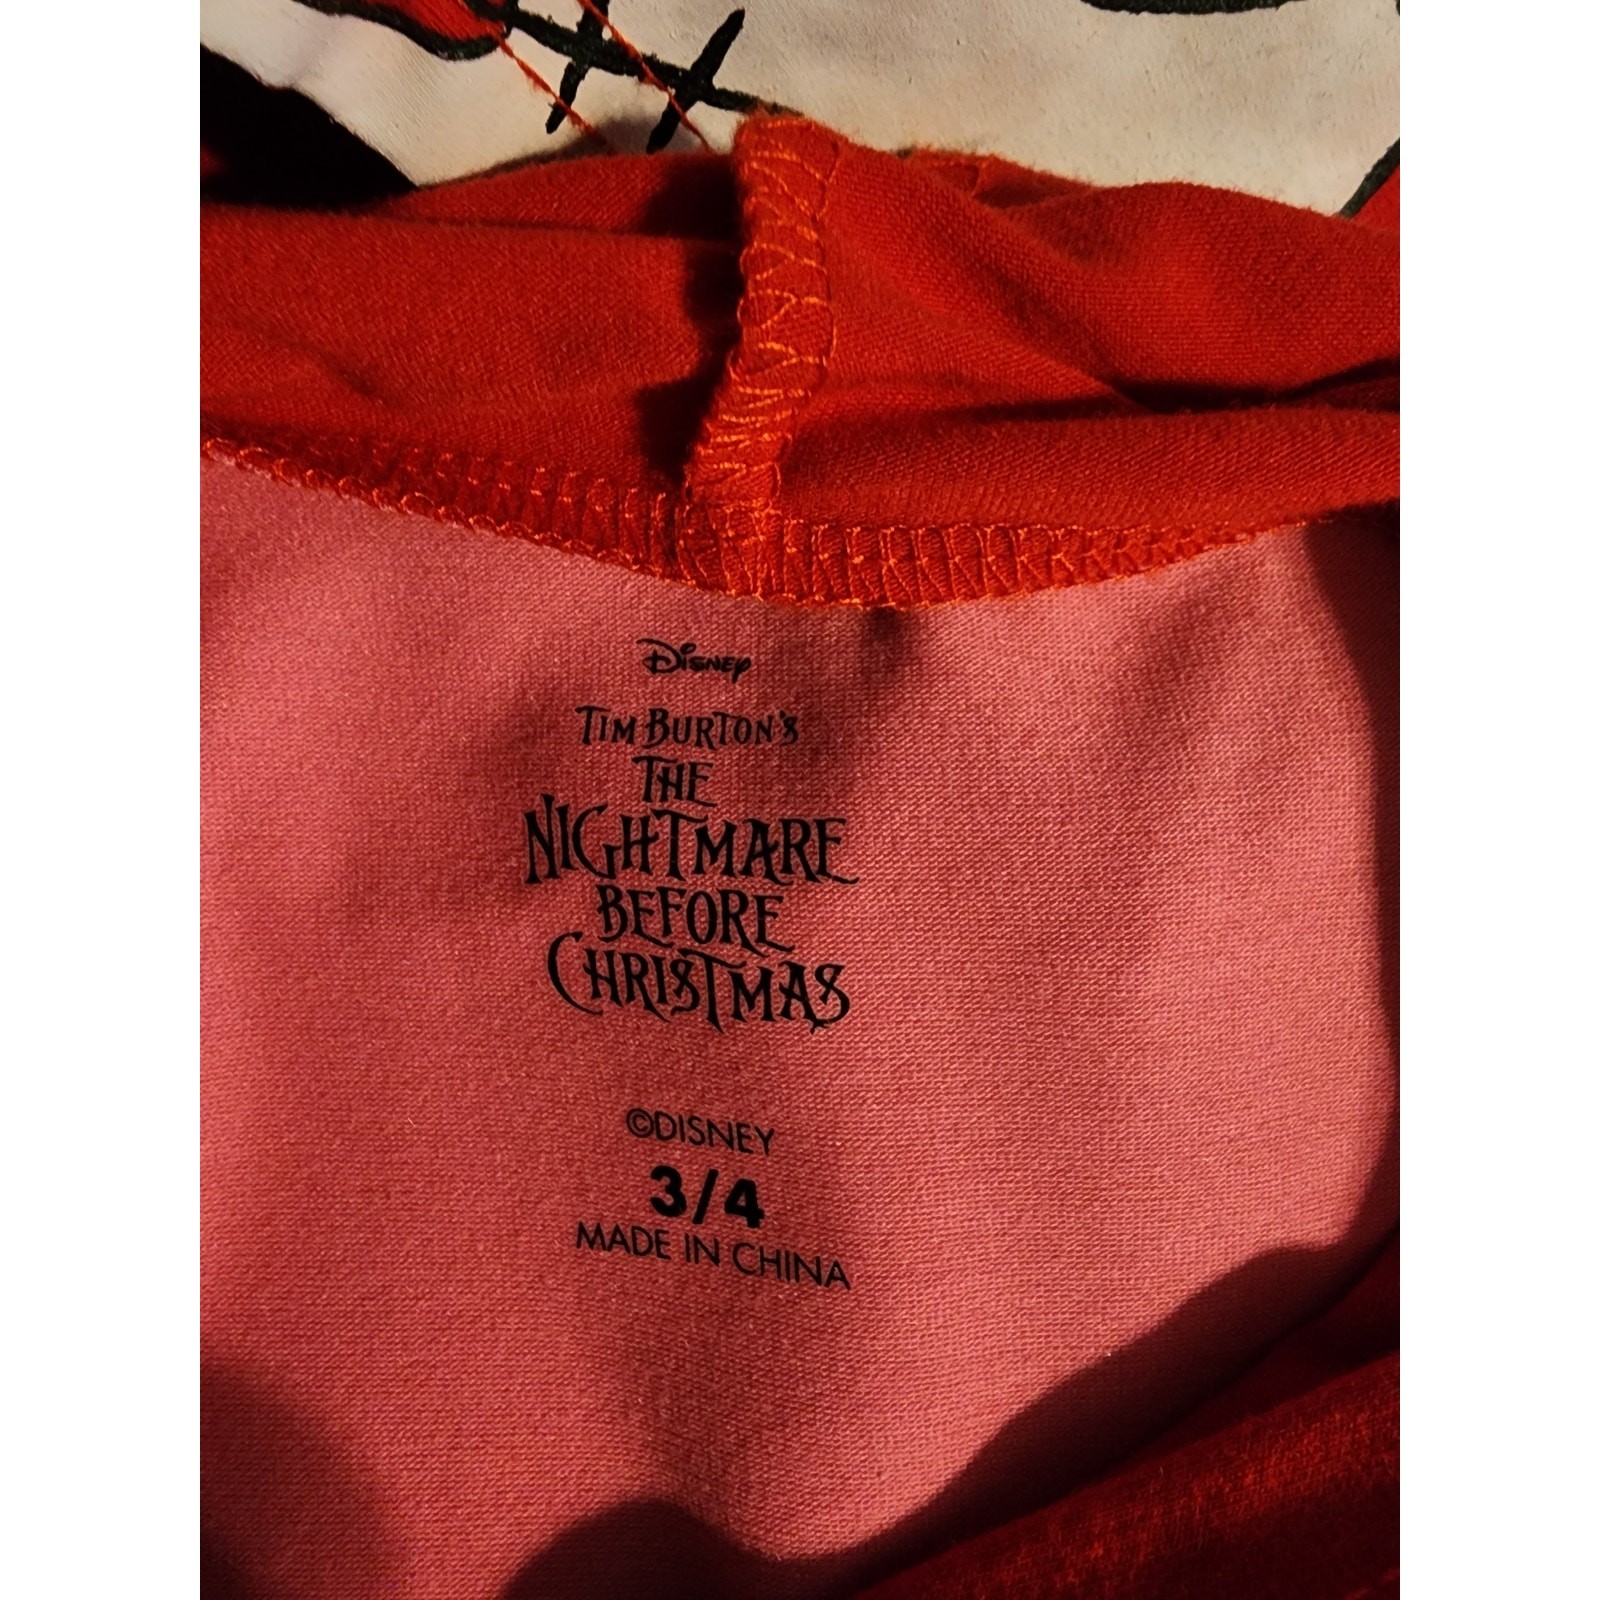 Disney
TIM BURTON'S
THE
NIGHTMARE
BEFORE
CHRISTMAS
©DISNEY
3/4
MADE IN CHINA